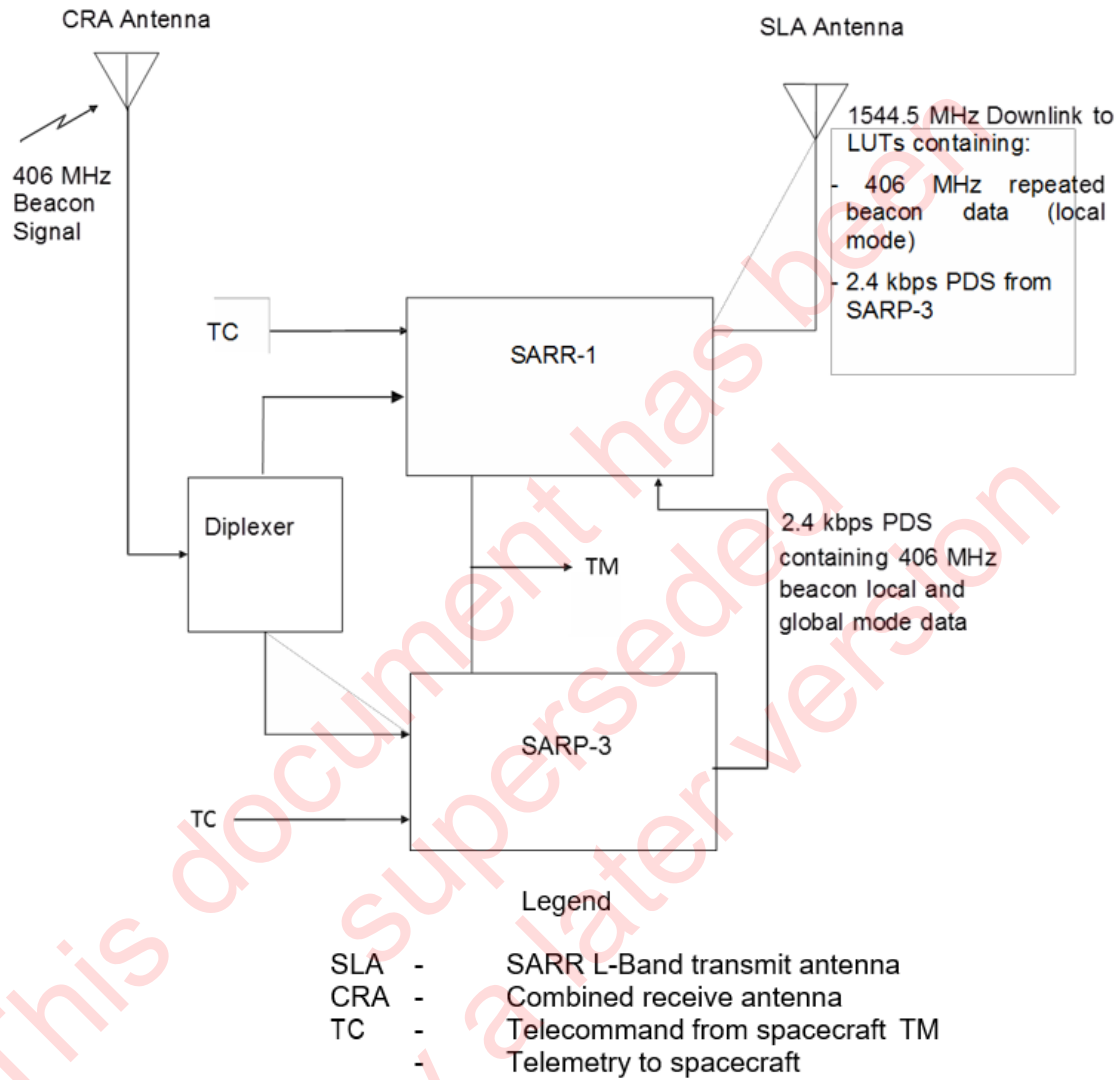 CRA Antenna
SLA Antenna
406 MHz
Beacon
Signal
1544.5 MHz Downlink to
LUTs containing:
- 406 MHz repeated
beacon data (local
mode)
- 2.4 kbps PDS from
SARP-3
TC
SARR-1
Diplexer
TM
2.4 kbps PDS
containing 406 MHz
beacon local and
global mode data
SARP-3
TC
Legend
SLA - SARR L-Band transmit antenna
CRA - Combined receive antenna
TC - Telecommand from spacecraft TM
- Telemetry to spacecraft
This document has been
superseded
by a later version